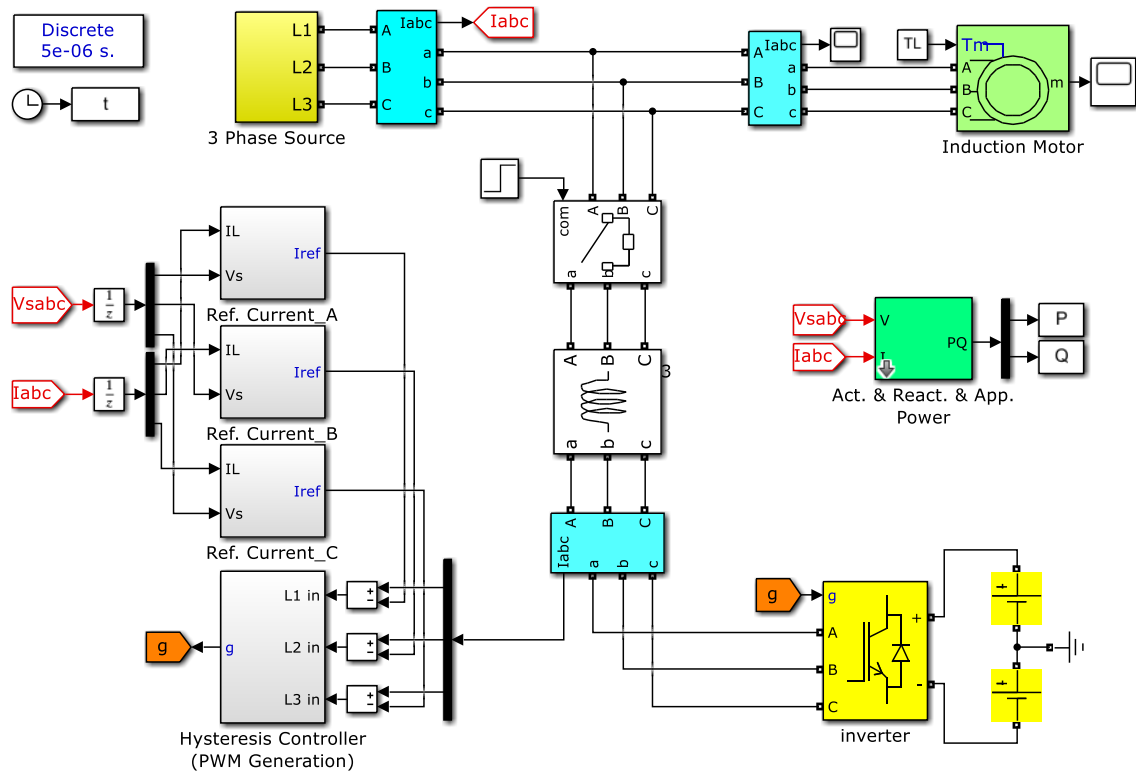 Discrete
5e-06 s.
t
L1
L2
L3
3 Phase Source
A
B
C
Iabc
a
b
c
Iabc
A
B
C
Iabc
a
b
c
TL
Tm
A
B
C
m
Induction Motor
com
A
B
C
a
b
c
A
B
C
a
b
c
3
A
B
C
Iabc
a
b
c
Vsabc
1
z
Iabc
1
z
IL
Vs
Iref
Ref. Current_A
IL
Vs
Iref
Ref. Current_B
IL
Vs
Iref
Ref. Current_C
Vsabc
Iabc
V
I
PQ
P
Q
Act. & React. & App.
Power
g
g
L1 in
L2 in
L3 in
+
−
+
−
+
−
Hysteresis Controller
(PWM Generation)
g
g
A
B
C
+
-
inverter
+
+